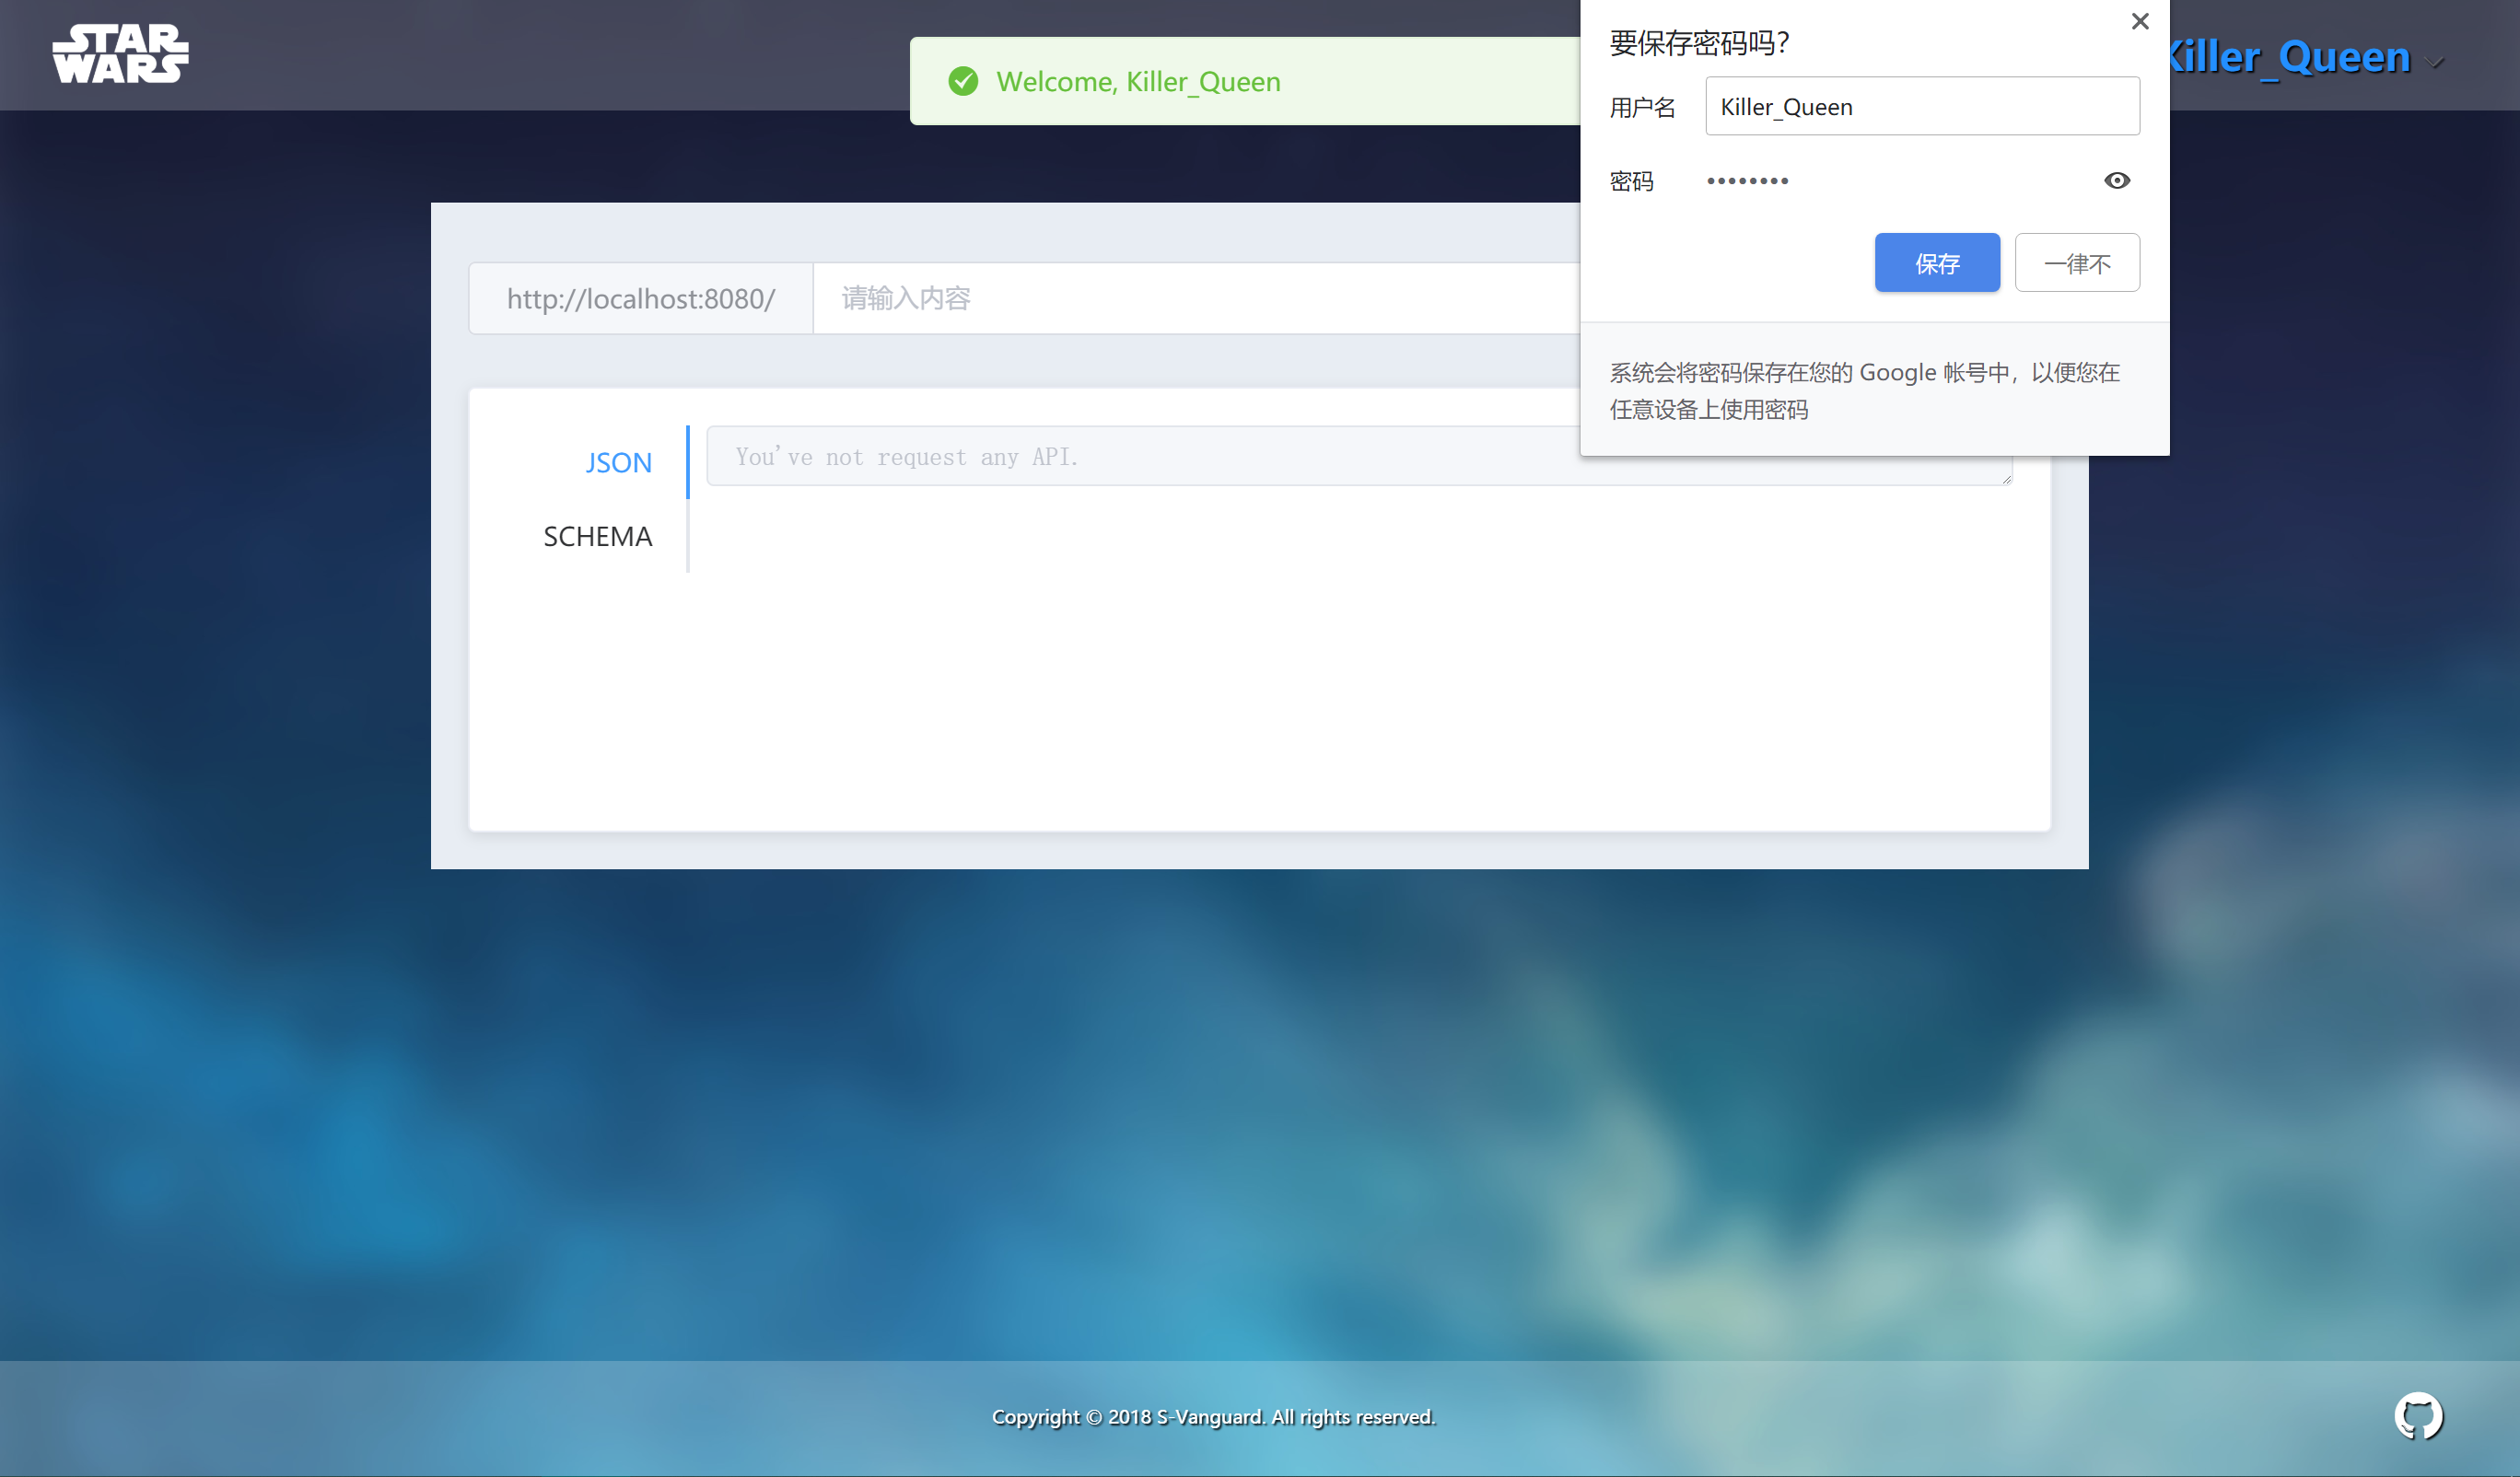 STAR
WARS
Welcome, Killer_Queen
要保存密码吗?
用户名
Killer_Queen
密码
保存
一律不
系统会将密码保存在您的 Google 帐号中，以便您在
任意设备上使用密码
Killer_Queen
http://localhost:8080/
请输入内容
JSON
You've not request any API.
SCHEMA
Copyright © 2018 S-Vanguard. All rights reserved.